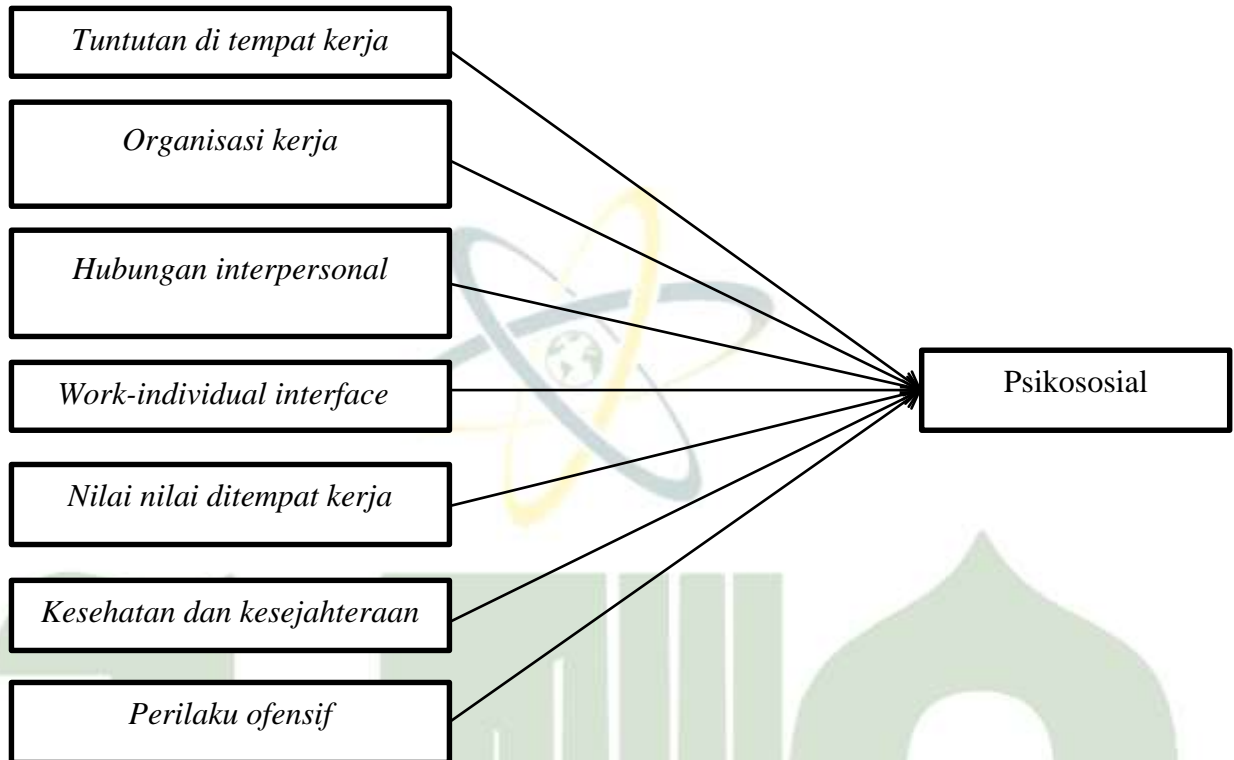 Tuntutan di tempat kerja
Organisasi kerja
Hubungan interpersonal
Work-individual interface
Psikososial
Nilai nilai ditempat kerja
Kesehatan dan kesejahteraan
Perilaku ofensif